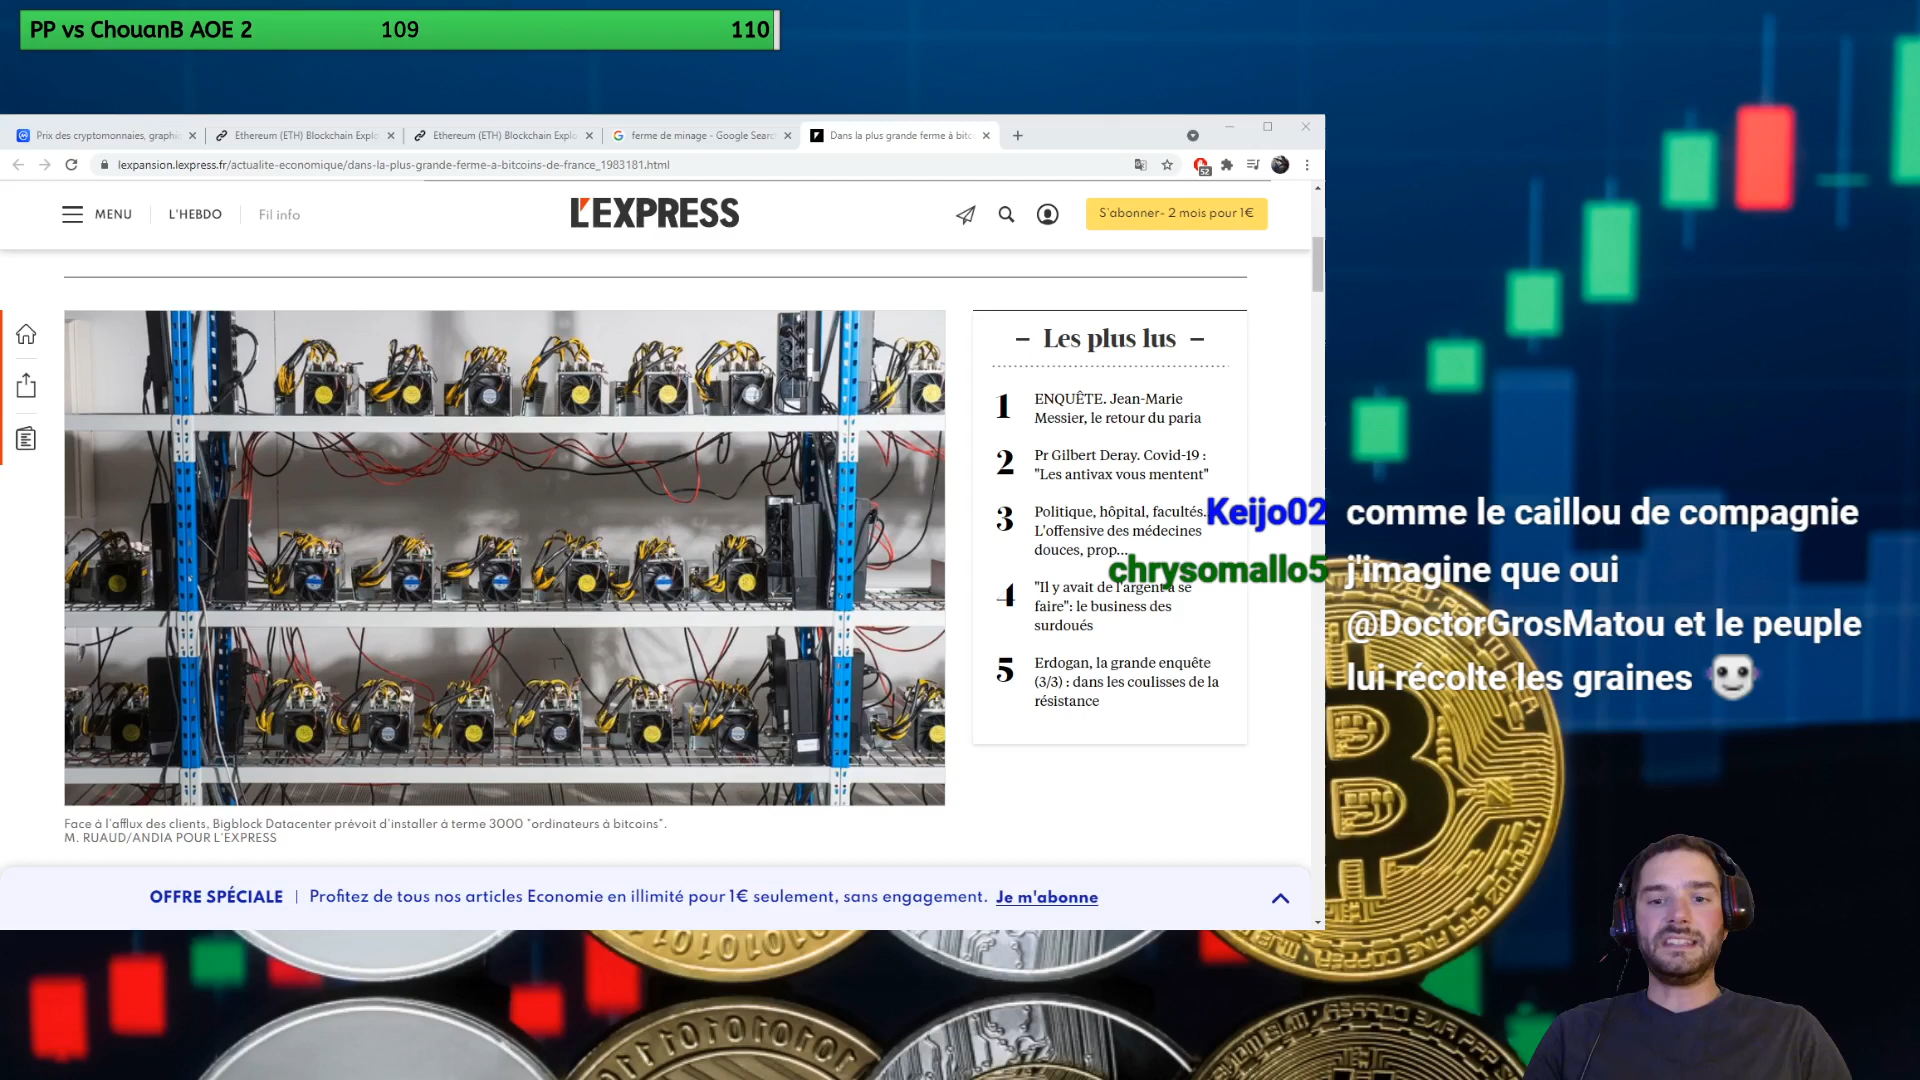 PP vs ChouanB AOE 2 109 110
Prix des cryptomonnaies, graphi
Ethereum (ETH) Blockchain Explo
Ethereum (ETH) Blockchain Explo
ferme de minage - Google Searc
Dans la plus grande ferme à bitc
lexpansion.lexpress.fr/actualite-economique/dans-la-plus-grande-ferme-a-bitcoins-de-france_1983181.html
52
MENU
L'HEBDO
Fil info
L'EXPRESS
S'abonner- 2 mois pour 1€
Les plus lus
1
ENQUÊTE. Jean-Marie
Messier, le retour du paria
2
Pr Gilbert Deray. Covid-19 :
"Les antivax vous mentent"
3
Politique, hôpital, facultés.
L'offensive des médecines
douces, prop...
4
"Il y avait de l'argent à se
faire": le business des
surdoués
5
Erdogan, la grande enquête
(3/3) : dans les coulisses de la
résistance
Face à l'afflux des clients, Bigblock Datacenter prévoit d'installer à terme 3000 "ordinateurs à bitcoins".
M. RUAUD/ANDIA POUR L'EXPRESS
OFFRE SPÉCIALE | Profitez de tous nos articles Economie en illimité pour 1€ seulement, sans engagement. Je m'abonne
Keijo02 comme le caillou de compagnie
chrysomallo5 j'imagine que oui
@DoctorGrosMatou et le peuple
lui récolte les graines